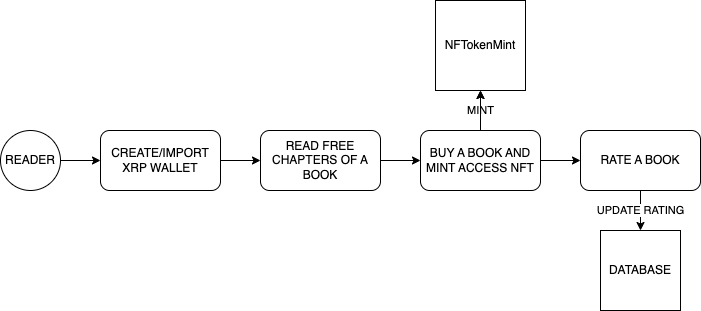 NFTokenMint
MINT
READER
CREATE/IMPORT
XRP WALLET
READ FREE
CHAPTERS OF A
BOOK
BUY A BOOK AND
MINT ACCESS NFT
RATE A BOOK
UPDATE RATING
DATABASE